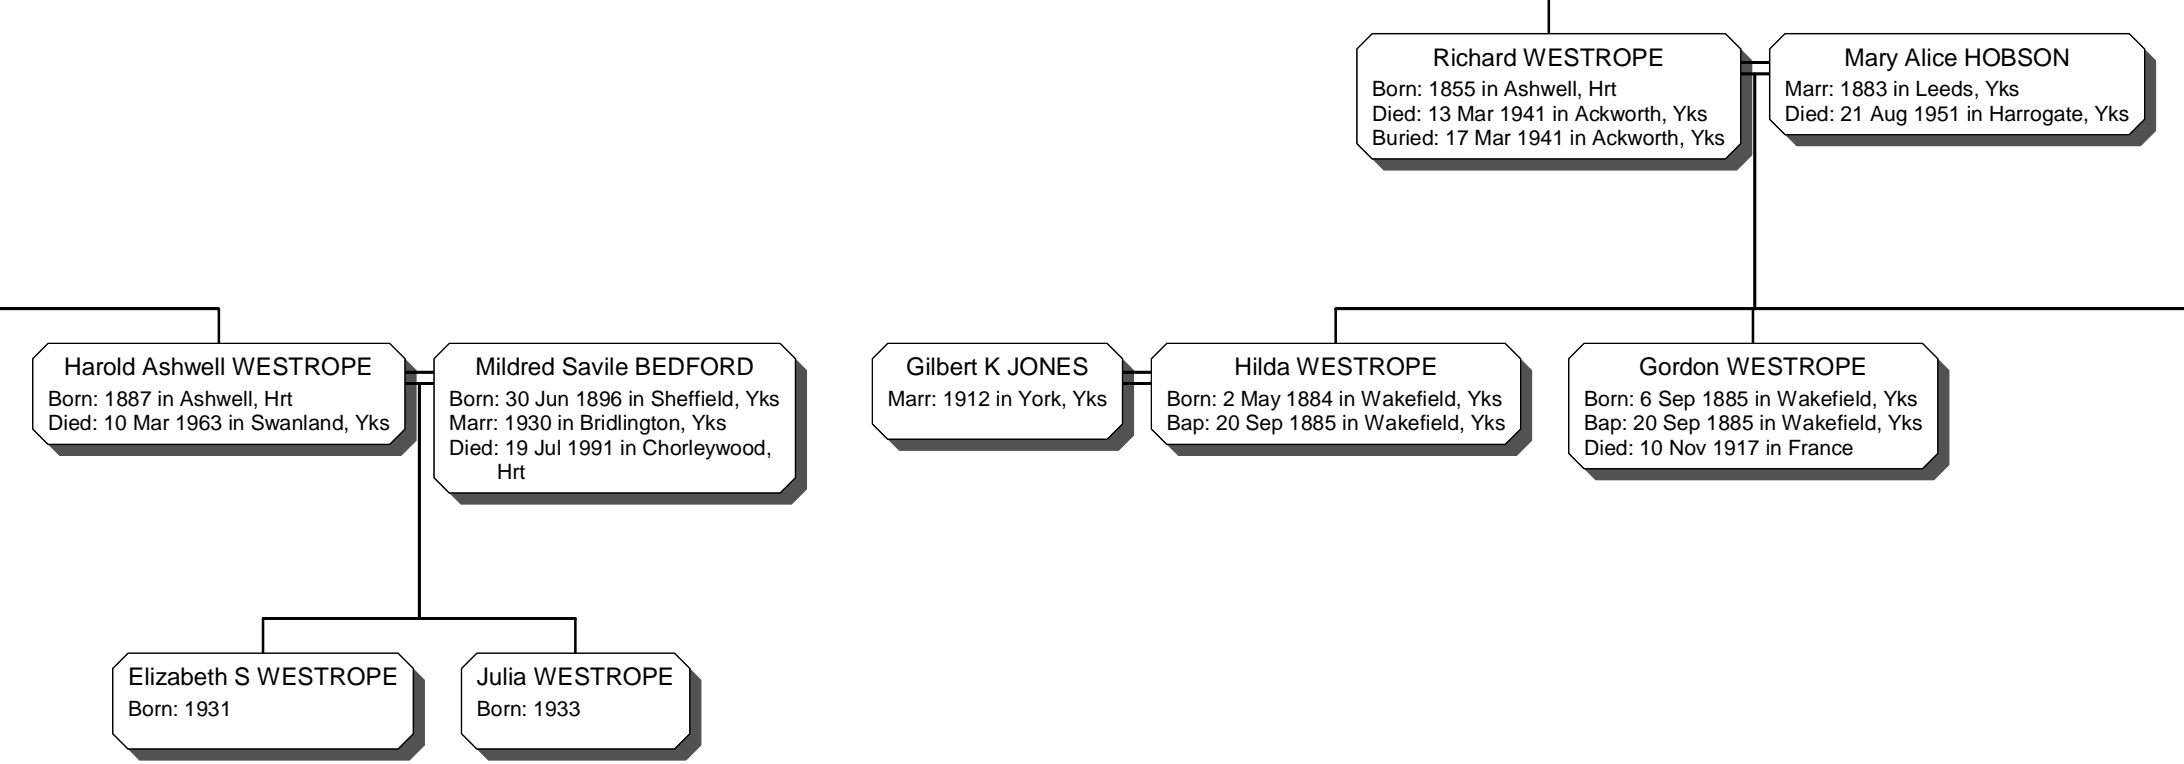 Richard WESTROPE
Born: 1855 in Ashwell, Hrt
Died: 13 Mar 1941 in Ackworth, Yks
Buried: 17 Mar 1941 in Ackworth, Yks
Mary Alice HOBSON
Marr: 1883 in Leeds, Yks
Died: 21 Aug 1951 in Harrogate, Yks
Harold Ashwell WESTROPE
Born: 1887 in Ashwell, Hrt
Died: 10 Mar 1963 in Swanland, Yks
Mildred Savile BEDFORD
Born: 30 Jun 1896 in Sheffield, Yks
Marr: 1930 in Bridlington, Yks
Died: 19 Jul 1991 in Chorleywood,
Hrt
Gilbert K JONES
Marr: 1912 in York, Yks
Hilda WESTROPE
Born: 2 May 1884 in Wakefield, Yks
Bap: 20 Sep 1885 in Wakefield, Yks
Gordon WESTROPE
Born: 6 Sep 1885 in Wakefield, Yks
Bap: 20 Sep 1885 in Wakefield, Yks
Died: 10 Nov 1917 in France
Elizabeth S WESTROPE
Born: 1931
Julia WESTROPE
Born: 1933